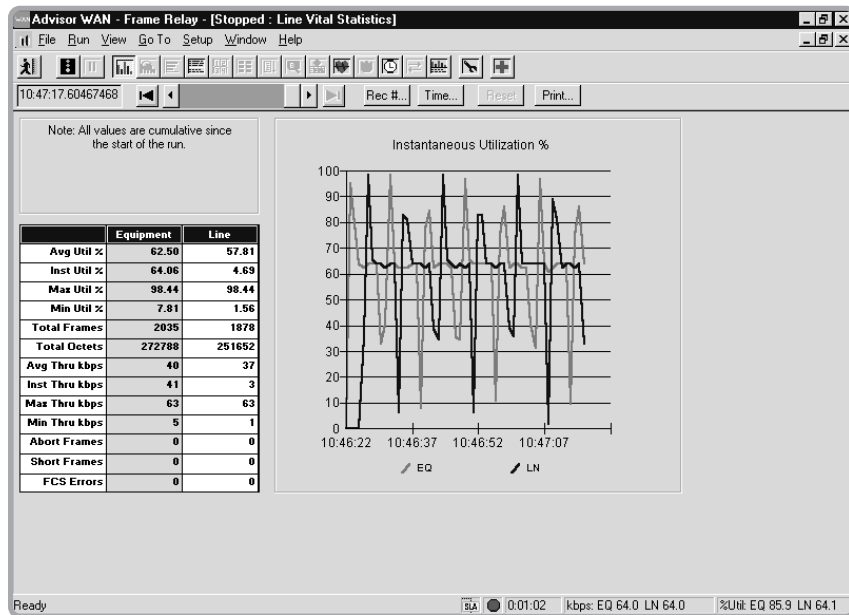 Advisor WAN - Frame Relay - [Stopped : Line Vital Statistics]
File Run View Go To Setup Window Help
10:47:17.60467468 Rec #... Time... Reset Print...
Note: All values are cumulative since
the start of the run.
Equipment Line
Avg Util % 62.50 57.81
Inst Util % 64.06 4.69
Max Util % 98.44 98.44
Min Util % 7.81 1.56
Total Frames 2035 1878
Total Octets 272788 251652
Avg Thru kbps 40 37
Inst Thru kbps 41 3
Max Thru kbps 63 63
Min Thru kbps 5 1
Abort Frames 0 0
Short Frames 0 0
FCS Errors 0 0
Instantaneous Utilization %
100
90
80
70
60
50
40
30
20
10
0
10:46:22 10:46:37 10:46:52 10:47:07
EQ LN
Ready SLA 0:01:02 kbps: EQ 64.0 LN 64.0 %Util: EQ 85.9 LN 64.1